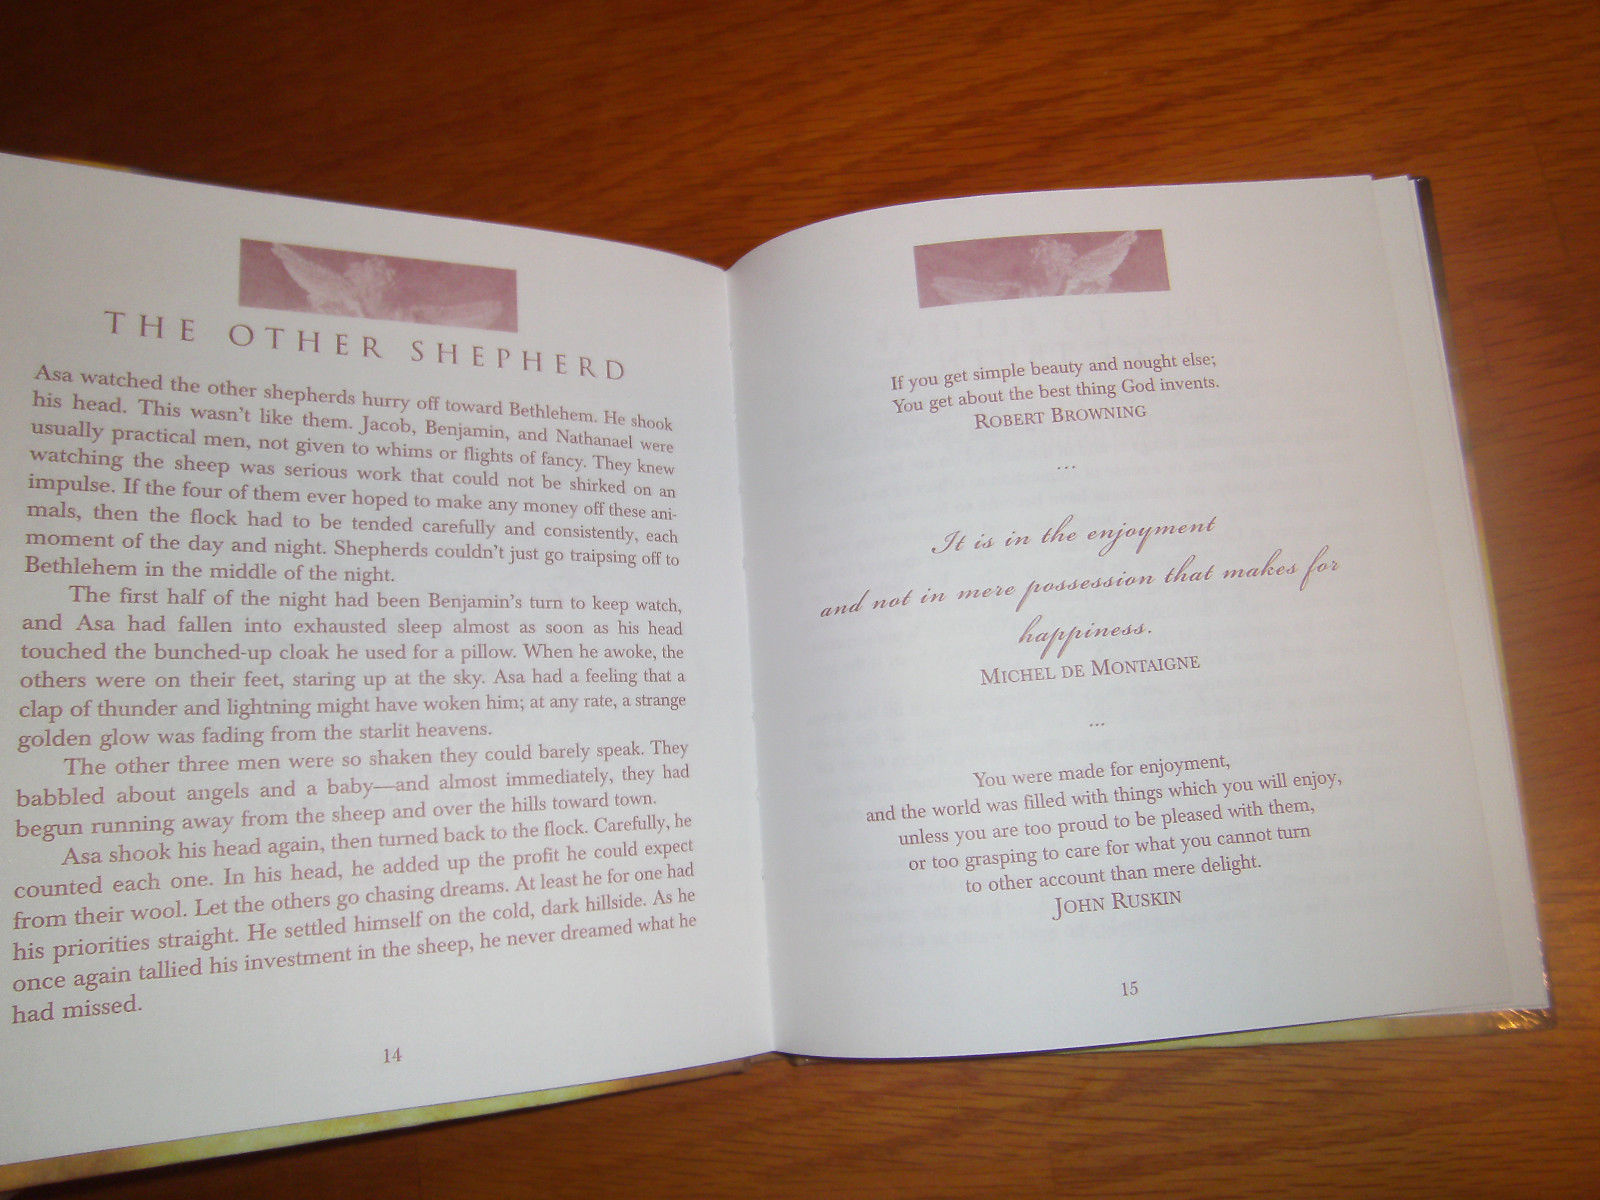 THE OTHER SHEPHERD
Asa watched the other shepherds hurry off toward Bethlehem. He shook
his head. This wasn't like them. Jacob, Benjamin, and Nathanael were
usually practical men, not given to whims or flights of fancy. They knew
watching the sheep was serious work that could not be shirked on an
impulse. If the four of them ever hoped to make any money off these ani-
mals, then the flock had to be tended carefully and consistently, each
moment of the day and night. Shepherds couldn't just go traipsing off to
Bethlehem in the middle of the night.
The first half of the night had been Benjamin's turn to keep watch,
and Asa had fallen into exhausted sleep almost as soon as his head
touched the bunched-up cloak he used for a pillow. When he awoke, the
others were on their feet, staring up at the sky. Asa had a feeling that a
clap of thunder and lightning might have woken him; at any rate, a strange
golden glow was fading from the starlit heavens.
The other three men were so shaken they could barely speak. They
babbled about angels and a baby—and almost immediately, they had
begun running away from the sheep and over the hills toward town.
Asa shook his head again, then turned back to the flock. Carefully, he
counted each one. In his head, he added up the profit he could expect
from their wool. Let the others go chasing dreams. At least he for one had
his priorities straight. He settled himself on the cold, dark hillside. As he
once again tallied his investment in the sheep, he never dreamed what he
had missed.
14
If you get simple beauty and nought else;
You get about the best thing God invents.
ROBERT BROWNING
...
It is in the enjoyment
and not in mere possession that makes for
happiness.
MICHEL DE MONTAIGNE
...
You were made for enjoyment,
and the world was filled with things which you will enjoy,
unless you are too proud to be pleased with them,
or too grasping to care for what you cannot turn
to other account than mere delight.
JOHN RUSKIN
15